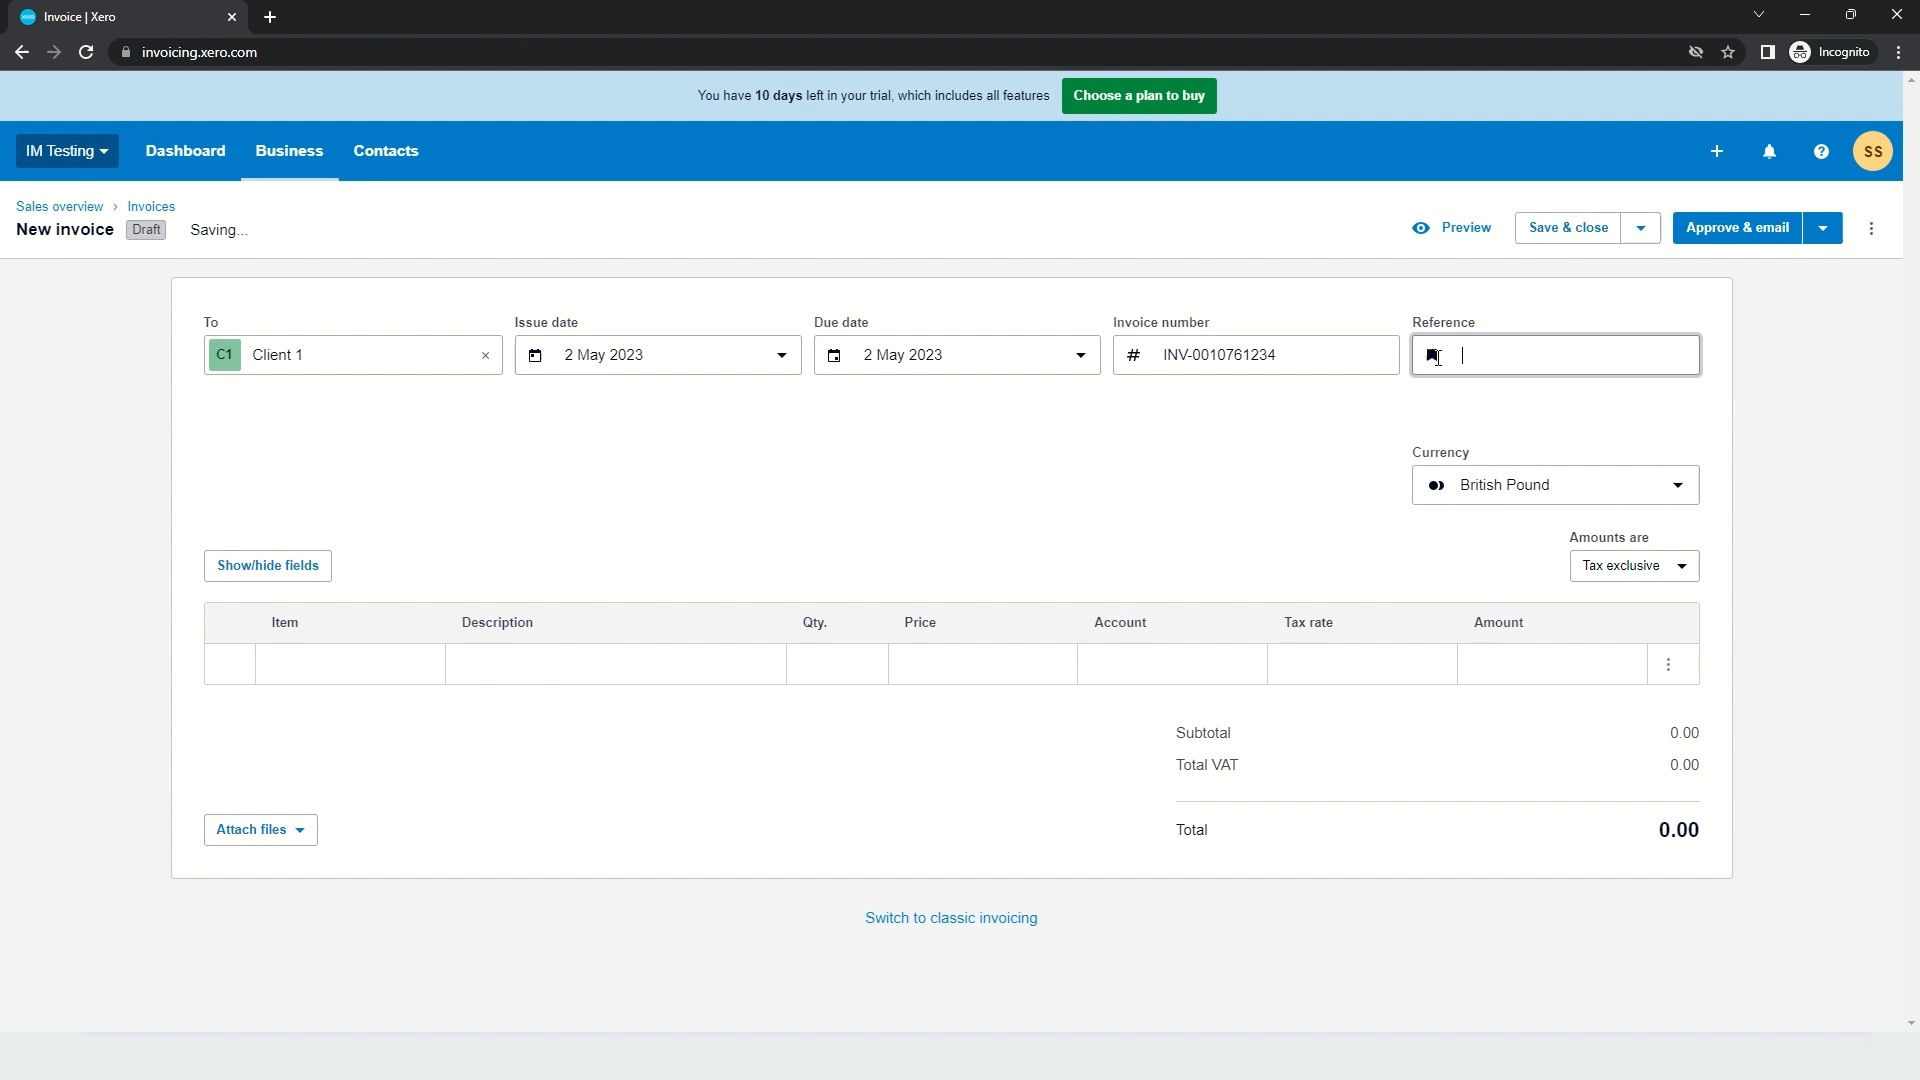 xero Invoice | Xero
invoicing.xero.com
Incognito
You have 10 days left in your trial, which includes all features
Choose a plan to buy
IM Testing
Dashboard
Business
Contacts
SS
Sales overview > Invoices
New invoice Draft Saving...
Preview
Save & close
Approve & email
To
Issue date
Due date
Invoice number
Reference
C1 Client 1
2 May 2023
2 May 2023
# INV-0010761234
Currency
British Pound
Amounts are
Show/hide fields
Tax exclusive
Item Description Qty. Price Account Tax rate Amount
Subtotal 0.00
Total VAT 0.00
Attach files
Total 0.00
Switch to classic invoicing